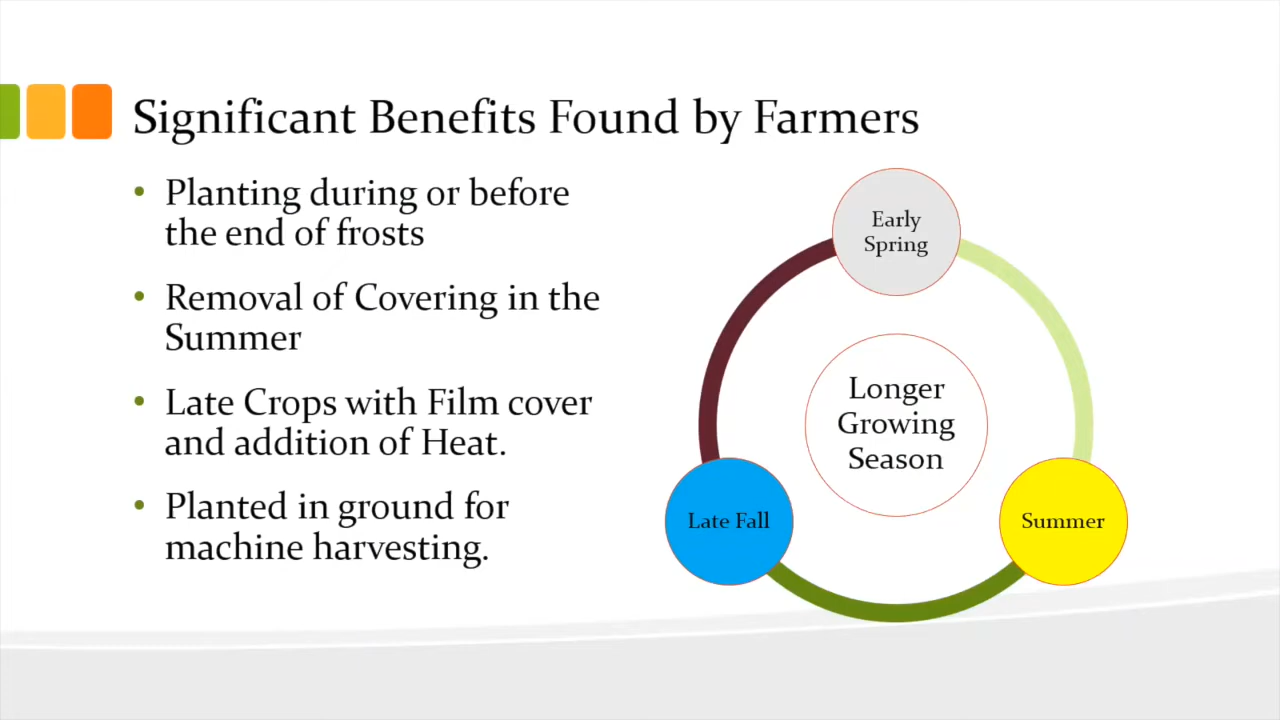 Significant Benefits Found by Farmers
• Planting during or before
the end of frosts
• Removal of Covering in the
Summer
• Late Crops with Film cover
and addition of Heat.
• Planted in ground for
machine harvesting.
Early
Spring
Longer
Growing
Season
Late Fall
Summer